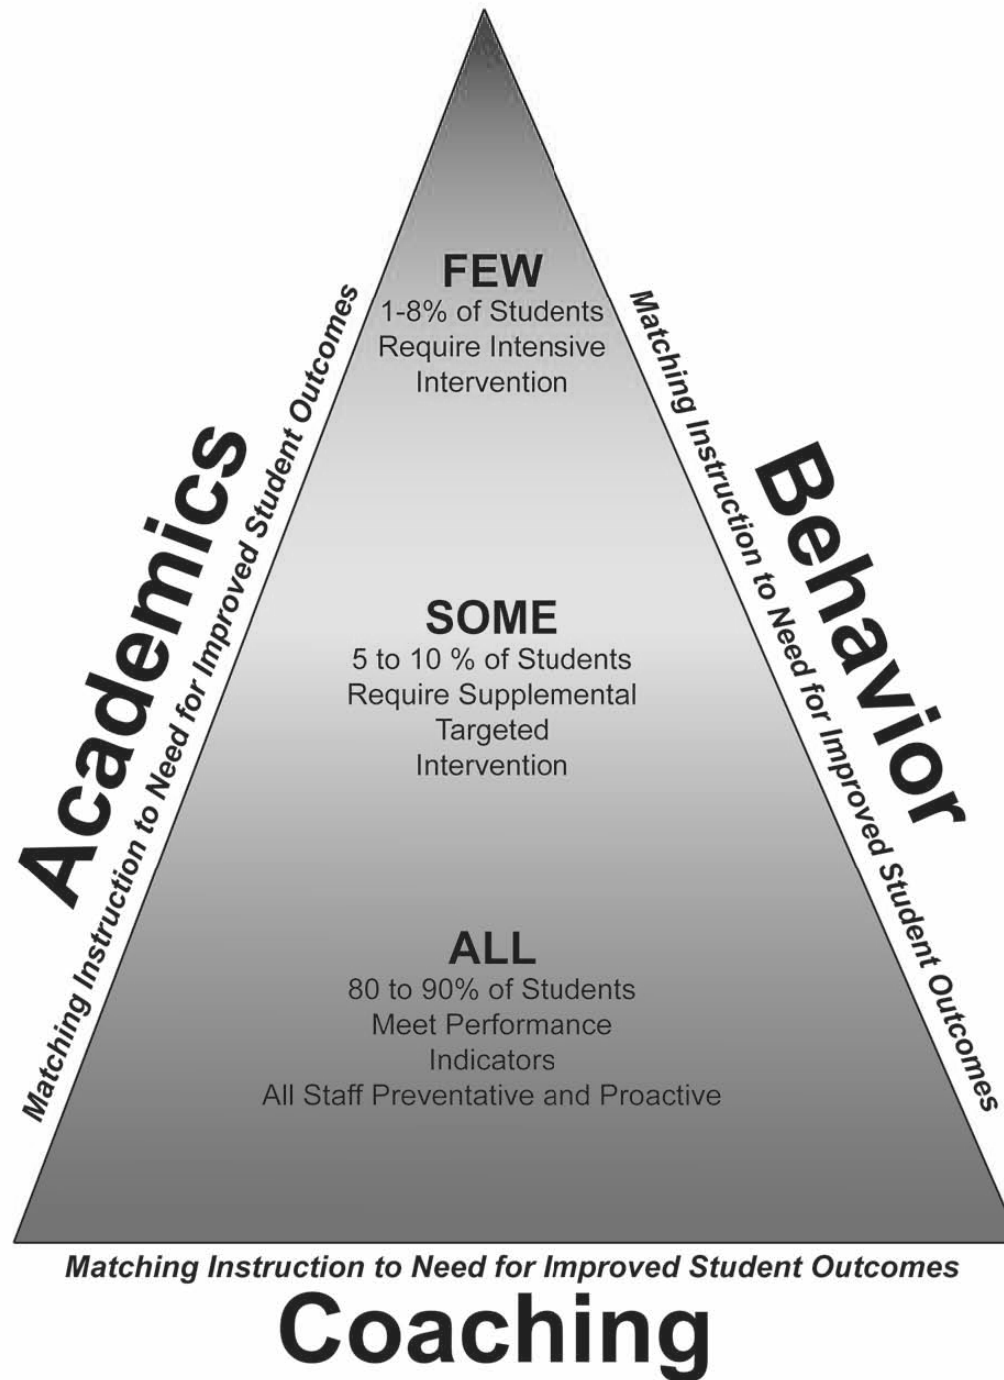 FEW
1-8% of Students
Require Intensive
Intervention
Academics
Matching Instruction to Need for Improved Student Outcomes
Matching Instruction to Need for Improved Student Outcomes
Behavior
SOME
5 to 10 % of Students
Require Supplemental
Targeted
Intervention
ALL
80 to 90% of Students
Meet Performance
Indicators
All Staff Preventative and Proactive
Matching Instruction to Need for Improved Student Outcomes
Coaching